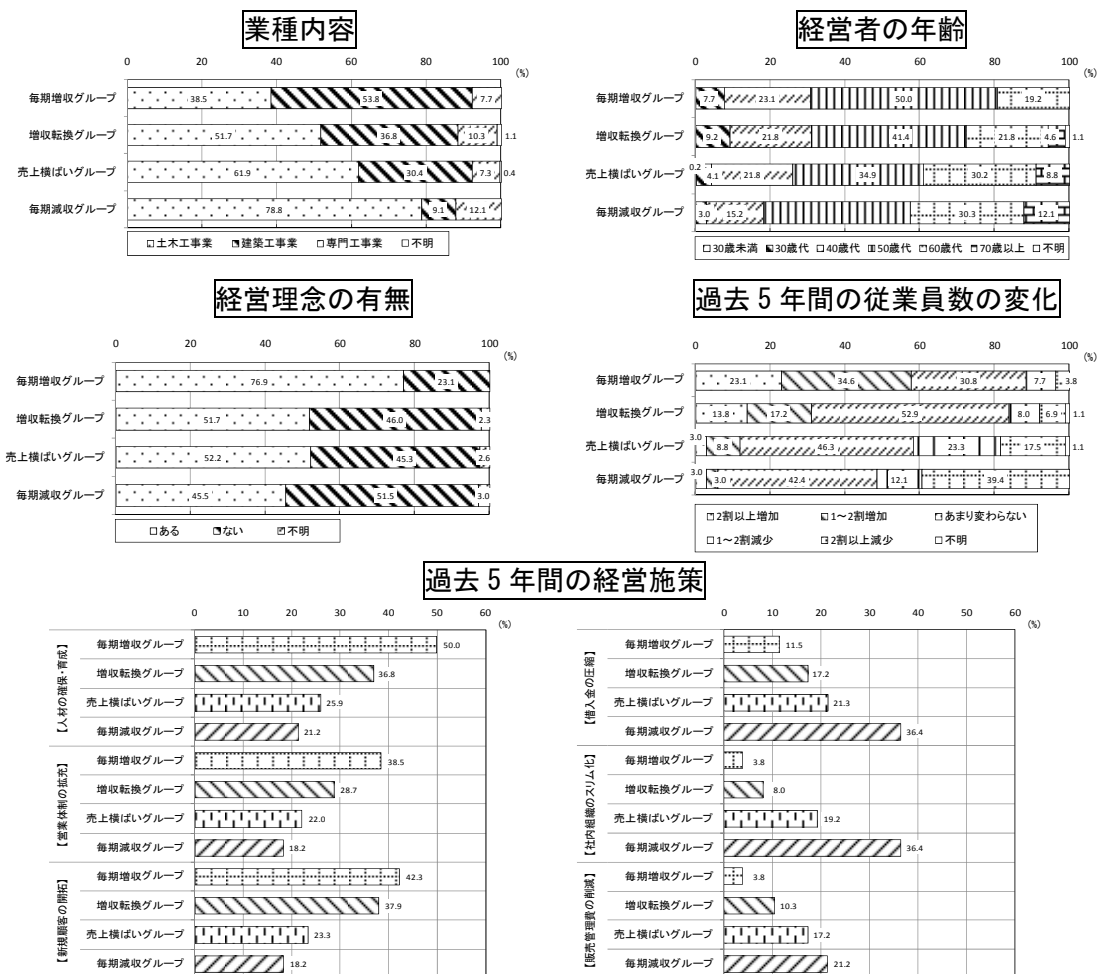 業種内容
0 20 40 60 80 100
(%)
毎期増収グループ 38.5 53.8 7.7
増収転換グループ 51.7 36.8 10.3 1.1
売上横ばいグループ 61.9 30.4 7.3 0.4
毎期減収グループ 78.8 9.1 12.1
土木工事業 建築工事業 専門工事業 不明
経営者の年齢
0 20 40 60 80 100
(%)
毎期増収グループ 7.7 23.1 50.0 19.2
増収転換グループ 9.2 21.8 41.4 21.8 4.6 1.1
売上横ばいグループ 0.2 4.1 21.8 34.9 30.2 8.8
毎期減収グループ 3.0 15.2 30.3 12.1
30歳未満 30歳代 40歳代 50歳代 60歳代 70歳以上 不明
経営理念の有無
0 20 40 60 80 100
(%)
毎期増収グループ 76.9 23.1
増収転換グループ 51.7 46.0 2.3
売上横ばいグループ 52.2 45.3 2.6
毎期減収グループ 45.5 51.5 3.0
ある ない 不明
過去5年間の従業員数の変化
0 20 40 60 80 100
(%)
毎期増収グループ 23.1 34.6 30.8 7.7 3.8
増収転換グループ 13.8 17.2 52.9 8.0 6.9 1.1
売上横ばいグループ 3.0 8.8 46.3 23.3 17.5 1.1
毎期減収グループ 3.0 3.0 42.4 12.1 39.4
2割以上増加 1～2割増加 あまり変わらない
1～2割減少 2割以上減少 不明
過去5年間の経営施策
0 10 20 30 40 50 60
(%)
【人材の確保・育成】
毎期増収グループ 50.0
増収転換グループ 36.8
売上横ばいグループ 25.9
毎期減収グループ 21.2
【営業体制の拡充】
毎期増収グループ 38.5
増収転換グループ 28.7
売上横ばいグループ 22.0
毎期減収グループ 18.2
【新規顧客の開拓】
毎期増収グループ 42.3
増収転換グループ 37.9
売上横ばいグループ 23.3
毎期減収グループ 18.2
0 10 20 30 40 50 60
(%)
【借入金の圧縮】
毎期増収グループ 11.5
増収転換グループ 17.2
売上横ばいグループ 21.3
毎期減収グループ 36.4
【社内組織のスリム化】
毎期増収グループ 3.8
増収転換グループ 8.0
売上横ばいグループ 19.2
毎期減収グループ 36.4
【販売管理費の削減】
毎期増収グループ 3.8
増収転換グループ 10.3
売上横ばいグループ 17.2
毎期減収グループ 21.2